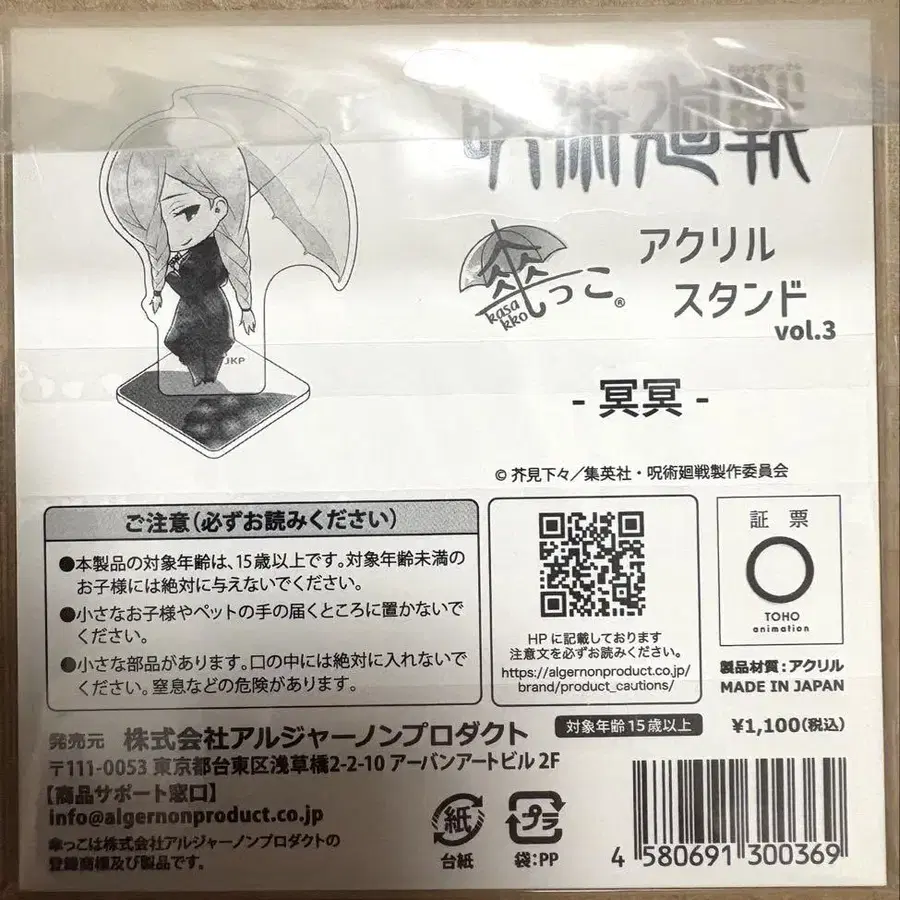 呪術廻戦
傘っこ®
kasa
kko
アクリル
スタンド
vol.3
JKP
- 冥冥 -
© 芥見下々／集英社・呪術廻戦製作委員会
ご注意（必ずお読みください）
●本製品の対象年齢は、15歳以上です。対象年齢未満の
お子様には絶対に与えないでください。
●小さなお子様やペットの手の届くところに置かないで
ください。
●小さな部品があります。口の中には絶対に入れないで
ください。窒息などの危険があります。
HPに記載しております
注意文を必ずお読みください。
https://algernonproduct.co.jp/
brand/product_cautions/
証票
TOHO
animation
製品材質：アクリル
MADE IN JAPAN
発売元 株式会社アルジャーノンプロダクト
対象年齢15歳以上
¥1,100(税込)
〒111-0053 東京都台東区浅草橋2-2-10 アーバンアートビル 2F
【商品サポート窓口】
info@algernonproduct.co.jp
傘っこは株式会社アルジャーノンプロダクトの
登録商標及び製品です。
紙
台紙
プラ
袋：PP
4 580691 300369